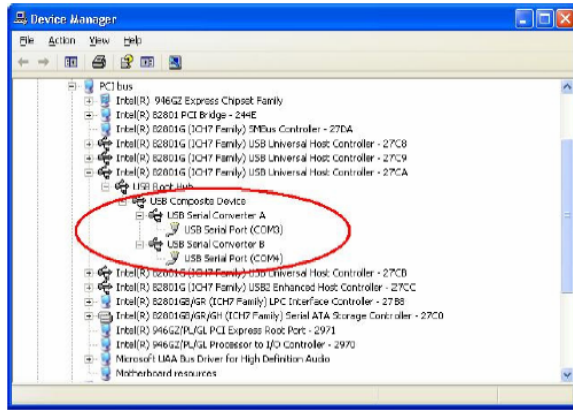 Device Manager
File Action View Help
PCI bus
Intel(R) 946GZ Express Chipset Family
Intel(R) 82801 PCI Bridge - 244E
Intel(R) 82801G (ICH7 Family) SMBus Controller - 27DA
Intel(R) 82801G (ICH7 Family) USB Universal Host Controller - 27C8
Intel(R) 82801G (ICH7 Family) USB Universal Host Controller - 27C9
Intel(R) 82801G (ICH7 Family) USB Universal Host Controller - 27CA
USB Root Hub
USB Composite Device
USB Serial Converter A
USB Serial Port (COM3)
USB Serial Converter B
USB Serial Port (COM4)
Intel(R) 82801G (ICH7 Family) USB Universal Host Controller - 27CB
Intel(R) 82801G (ICH7 Family) USB2 Enhanced Host Controller - 27CC
Intel(R) 82801GB/GR (ICH7 Family) LPC Interface Controller - 27B8
Intel(R) 82801GB/GR/GH (ICH7 Family) Serial ATA Storage Controller - 27C0
Intel(R) 946GZ/PL/GL PCI Express Root Port - 2971
Intel(R) 946GZ/PL/GL Processor to I/O Controller - 2970
Microsoft UAA Bus Driver for High Definition Audio
Motherboard resources